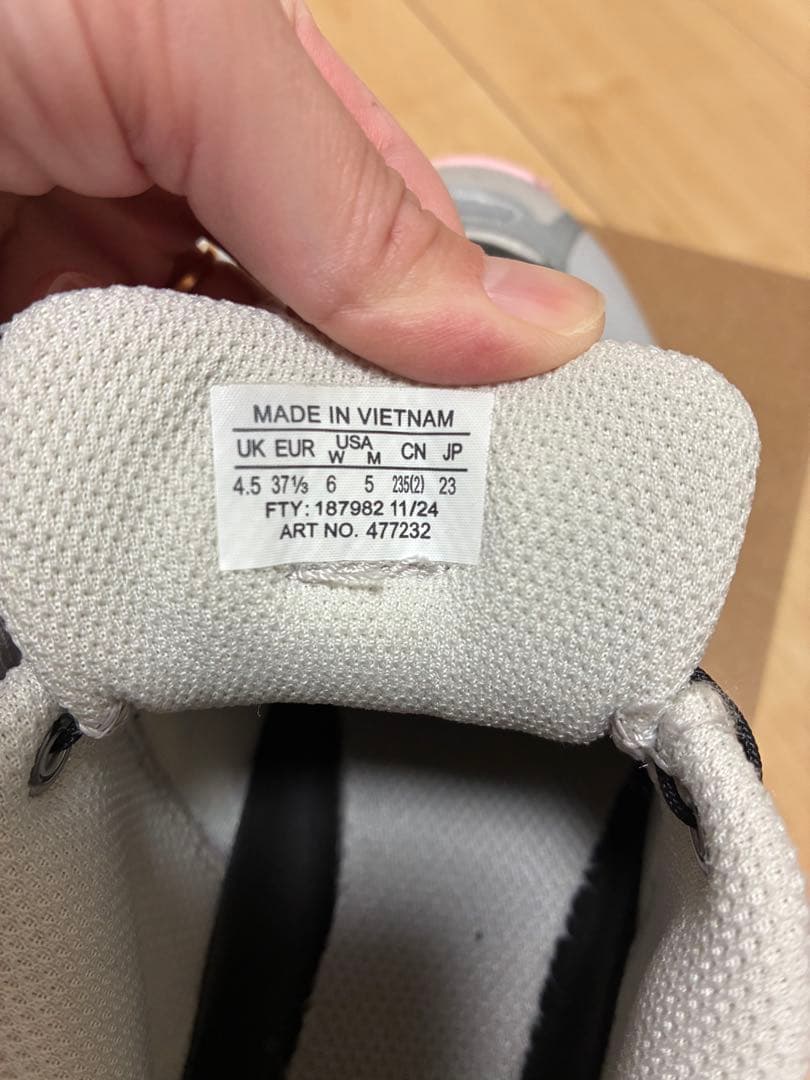 MADE IN VIETNAM
UK EUR USA W M CN JP
4.5 37⅓ 6 5 235(2) 23
FTY: 187982 11/24
ART NO. 477232